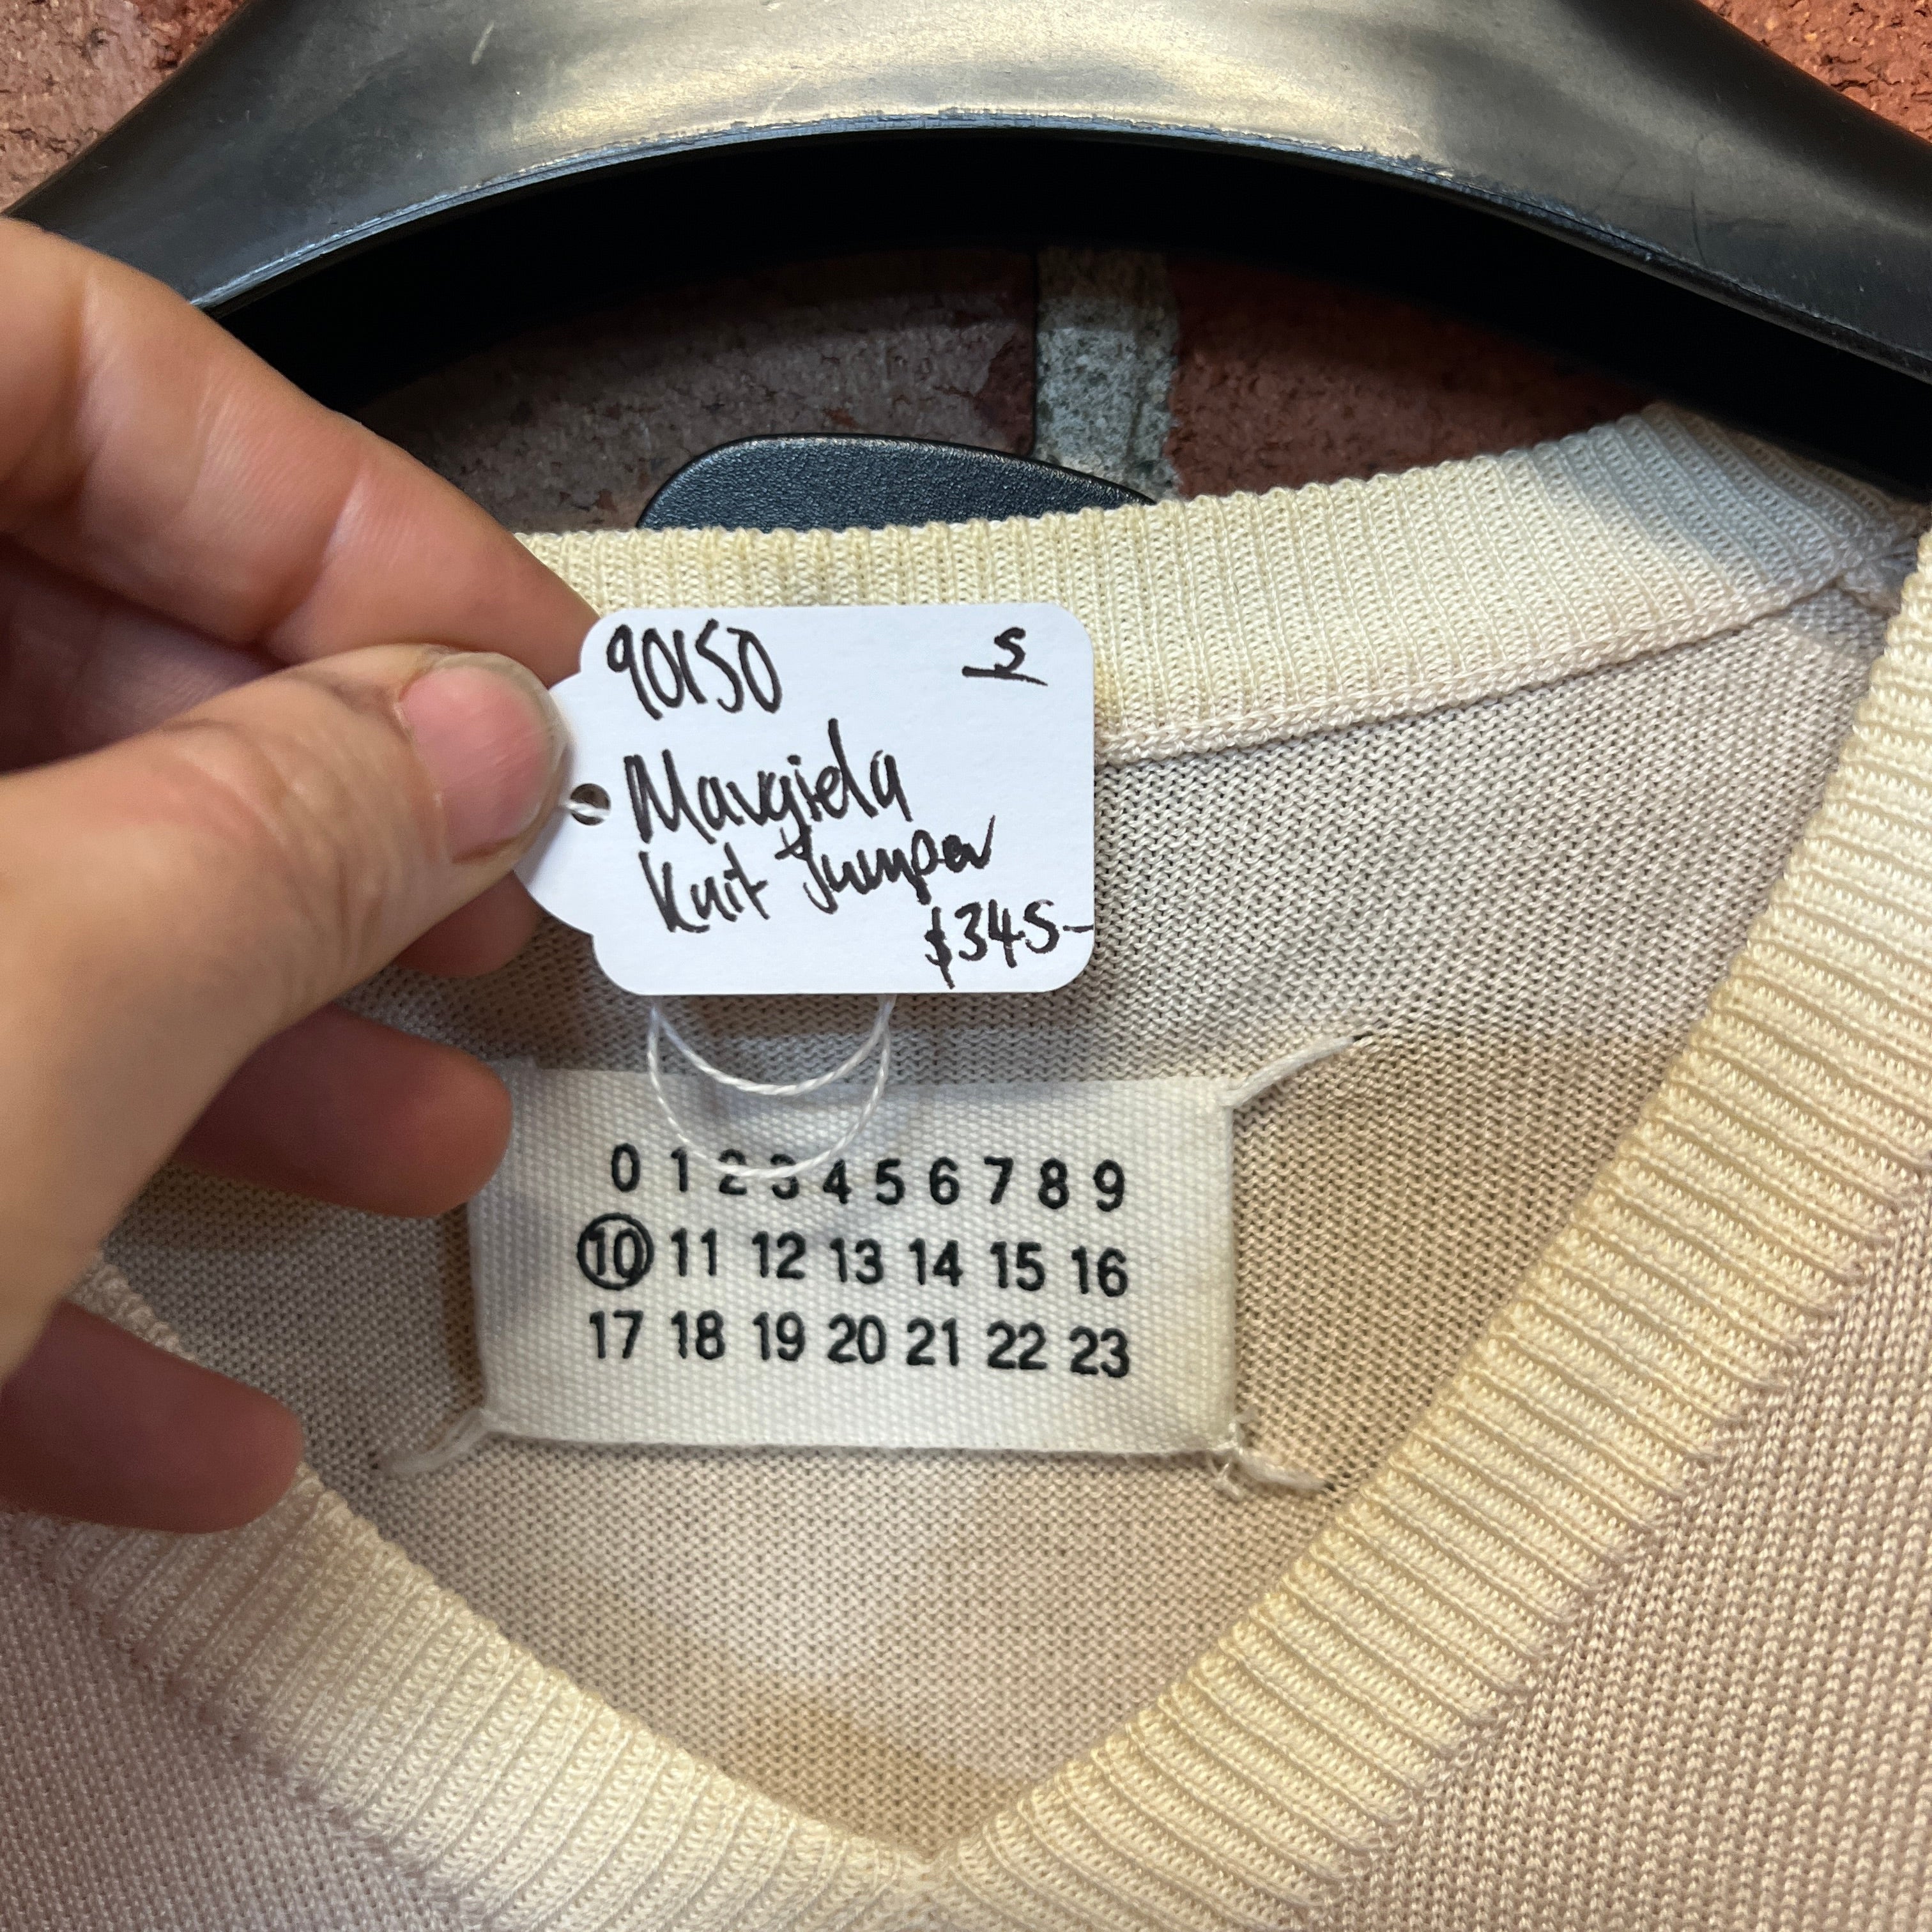 90150 S
Margiela
Knit Jumper
$345-
0 1 2 3 4 5 6 7 8 9
10 11 12 13 14 15 16
17 18 19 20 21 22 23